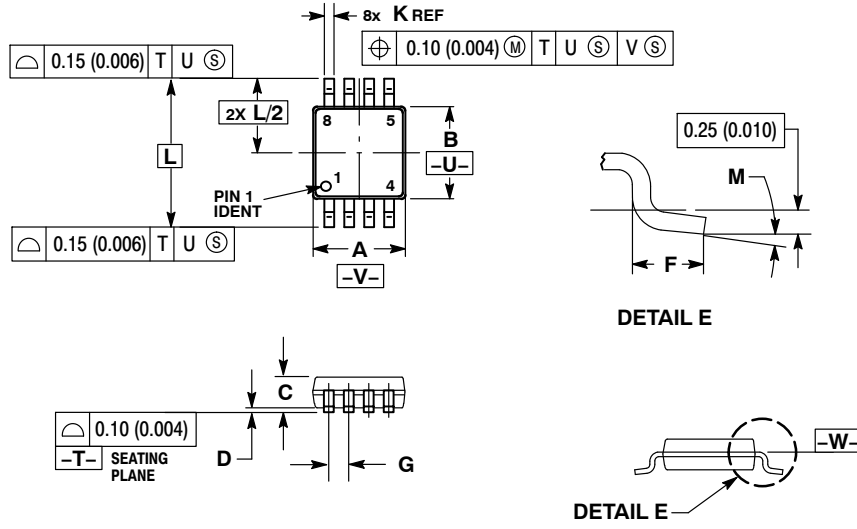 8x K REF
⌖ 0.10 (0.004) Ⓜ T U Ⓢ V Ⓢ
⌓ 0.15 (0.006) T U Ⓢ
2X L/2
8 5
B
–U–
L
1
4
PIN 1
IDENT
⌓ 0.15 (0.006) T U Ⓢ
A
–V–
0.25 (0.010)
M
F
DETAIL E
C
⌓ 0.10 (0.004)
–T– SEATING
PLANE
D
G
–W–
DETAIL E